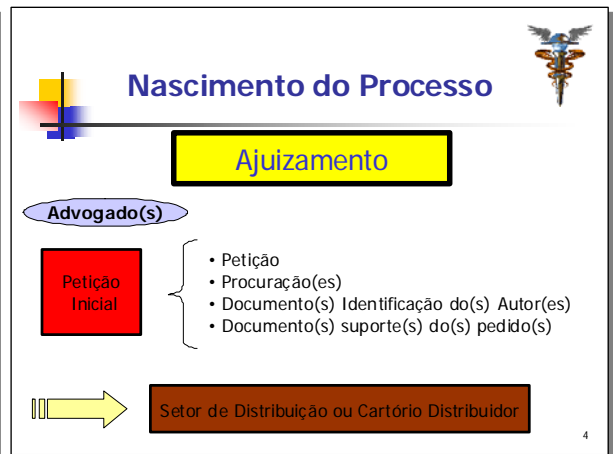 Nascimento do Processo
Ajuizamento
Advogado(s)
Petição
Inicial
• Petição
• Procuração(es)
• Documento(s) Identificação do(s) Autor(es)
• Documento(s) suporte(s) do(s) pedido(s)
Setor de Distribuição ou Cartório Distribuidor
4